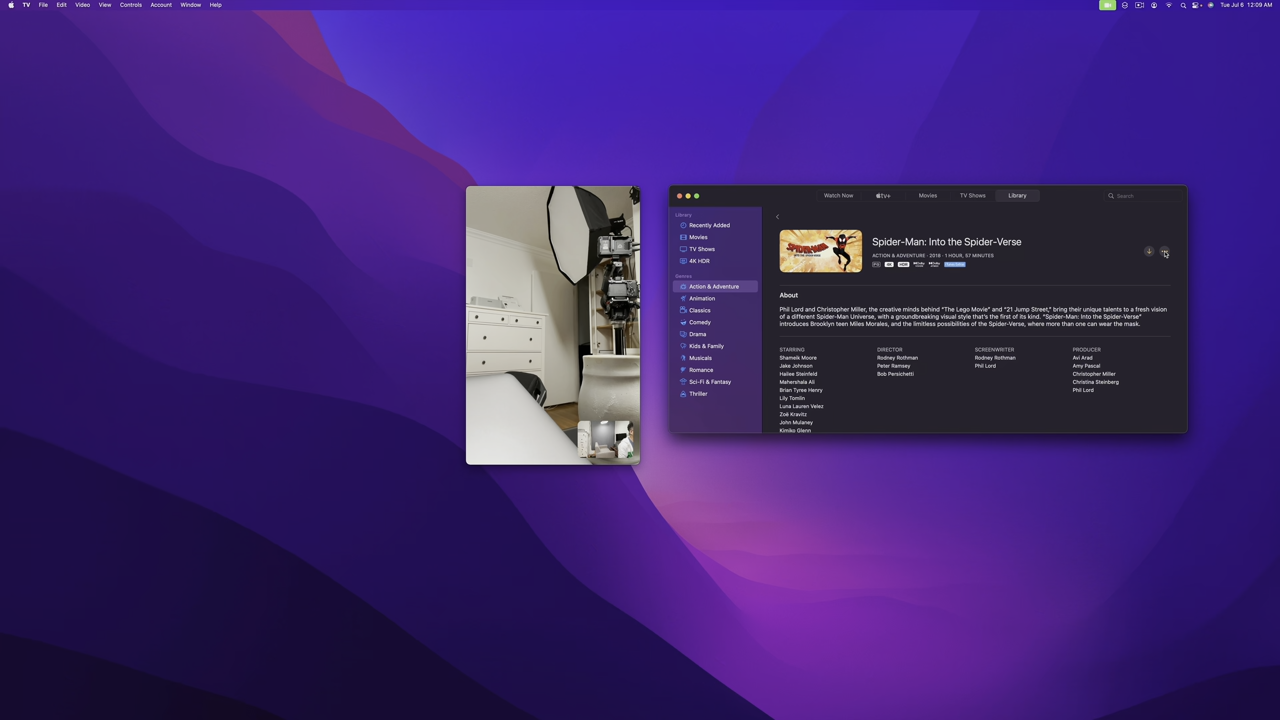 TV File Edit Video View Controls Account Window Help
Tue Jul 6 12:09 AM
Watch Now tv+ Movies TV Shows Library
Search
Library
Recently Added
Movies
TV Shows
4K HDR
Genres
Action & Adventure
Animation
Classics
Comedy
Drama
Kids & Family
Musicals
Romance
Sci-Fi & Fantasy
Thriller
SPIDER-MAN
Spider-Man: Into the Spider-Verse
ACTION & ADVENTURE · 2018 · 1 HOUR, 57 MINUTES
PG 4K HDR
About
Phil Lord and Christopher Miller, the creative minds behind “The Lego Movie” and “21 Jump Street,” bring their unique talents to a fresh vision
of a different Spider-Man Universe, with a groundbreaking visual style that’s the first of its kind. “Spider-Man: Into the Spider-Verse”
introduces Brooklyn teen Miles Morales, and the limitless possibilities of the Spider-Verse, where more than one can wear the mask.
STARRING
Shameik Moore
Jake Johnson
Hailee Steinfeld
Mahershala Ali
Brian Tyree Henry
Lily Tomlin
Luna Lauren Velez
Zoë Kravitz
John Mulaney
Kimiko Glenn
DIRECTOR
Rodney Rothman
Peter Ramsey
Bob Persichetti
SCREENWRITER
Rodney Rothman
Phil Lord
PRODUCER
Avi Arad
Amy Pascal
Christopher Miller
Christina Steinberg
Phil Lord